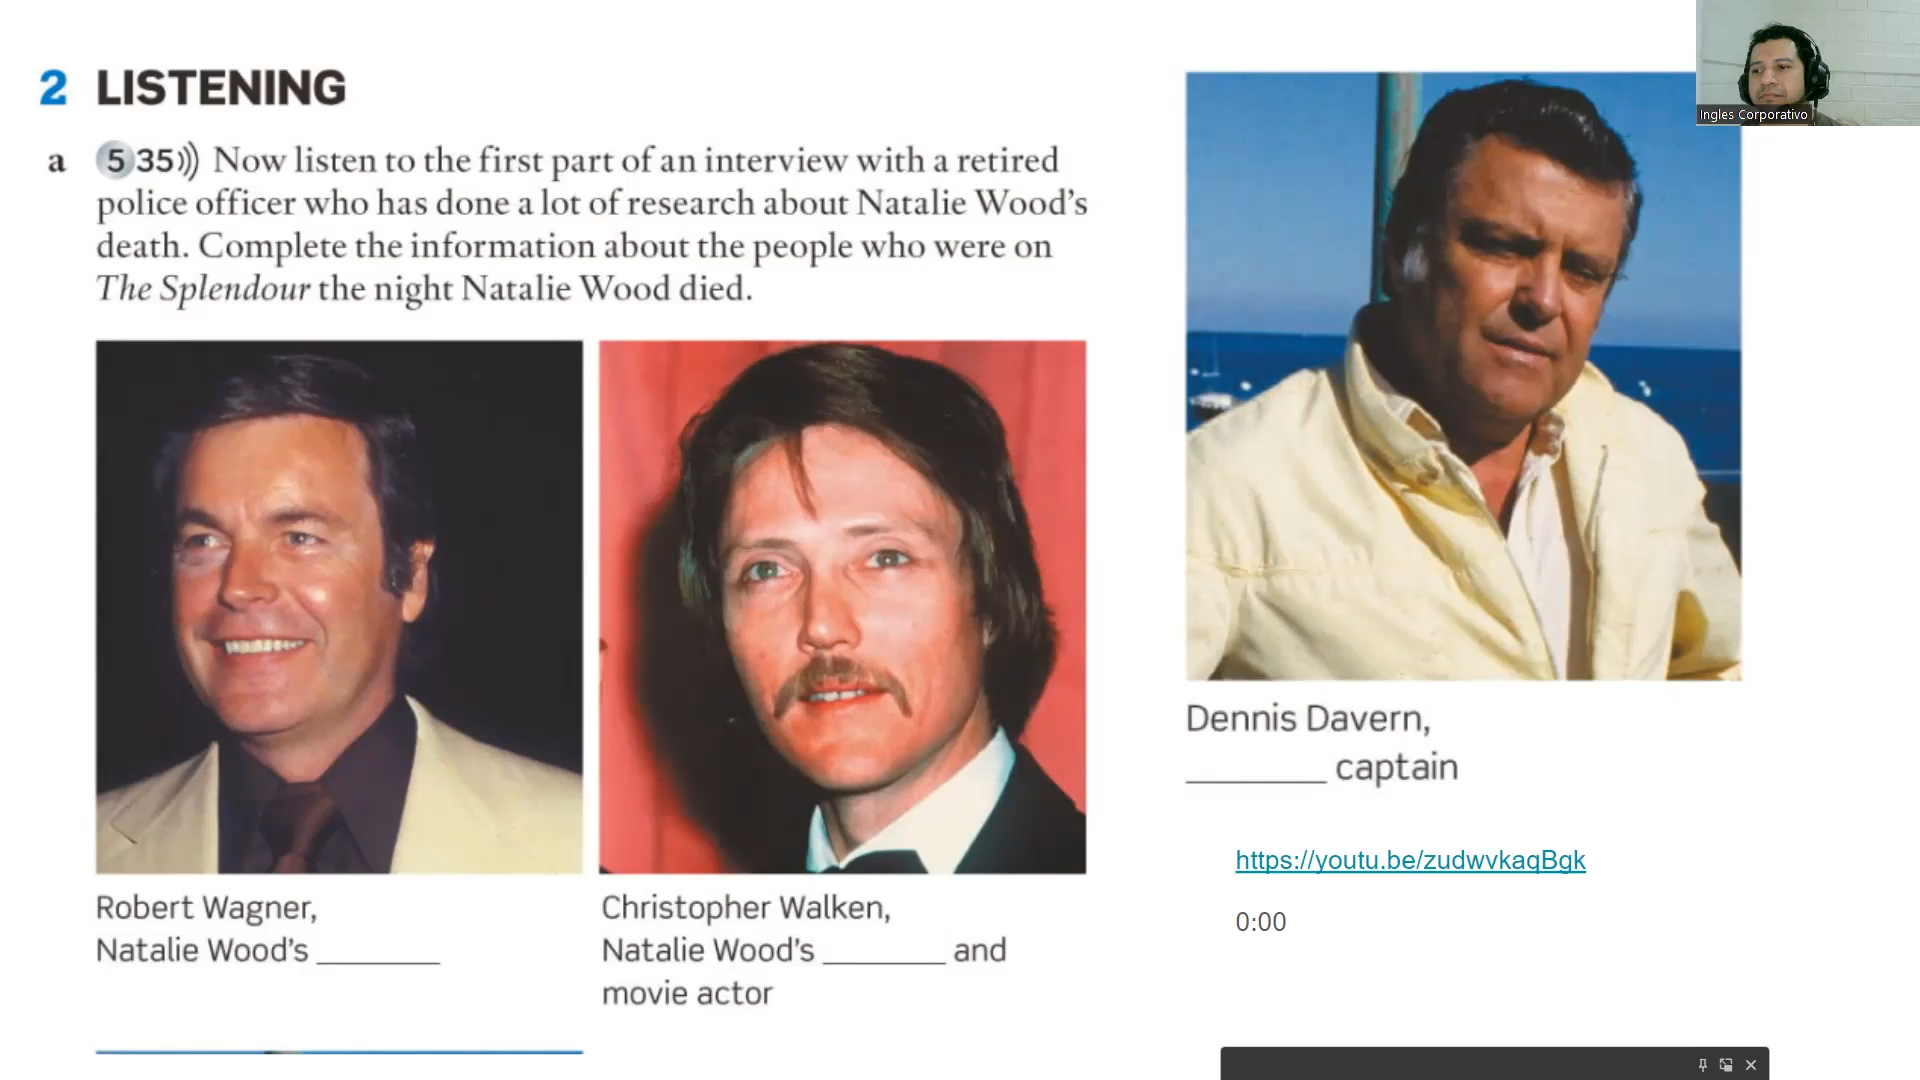 2 LISTENING
a 5 35))) Now listen to the first part of an interview with a retired
police officer who has done a lot of research about Natalie Wood’s
death. Complete the information about the people who were on
The Splendour the night Natalie Wood died.
Robert Wagner,
Natalie Wood’s ________
Christopher Walken,
Natalie Wood’s ________ and
movie actor
Dennis Davern,
________ captain
https://youtu.be/zudwvkaqBgk
0:00
Ingles Corporativo